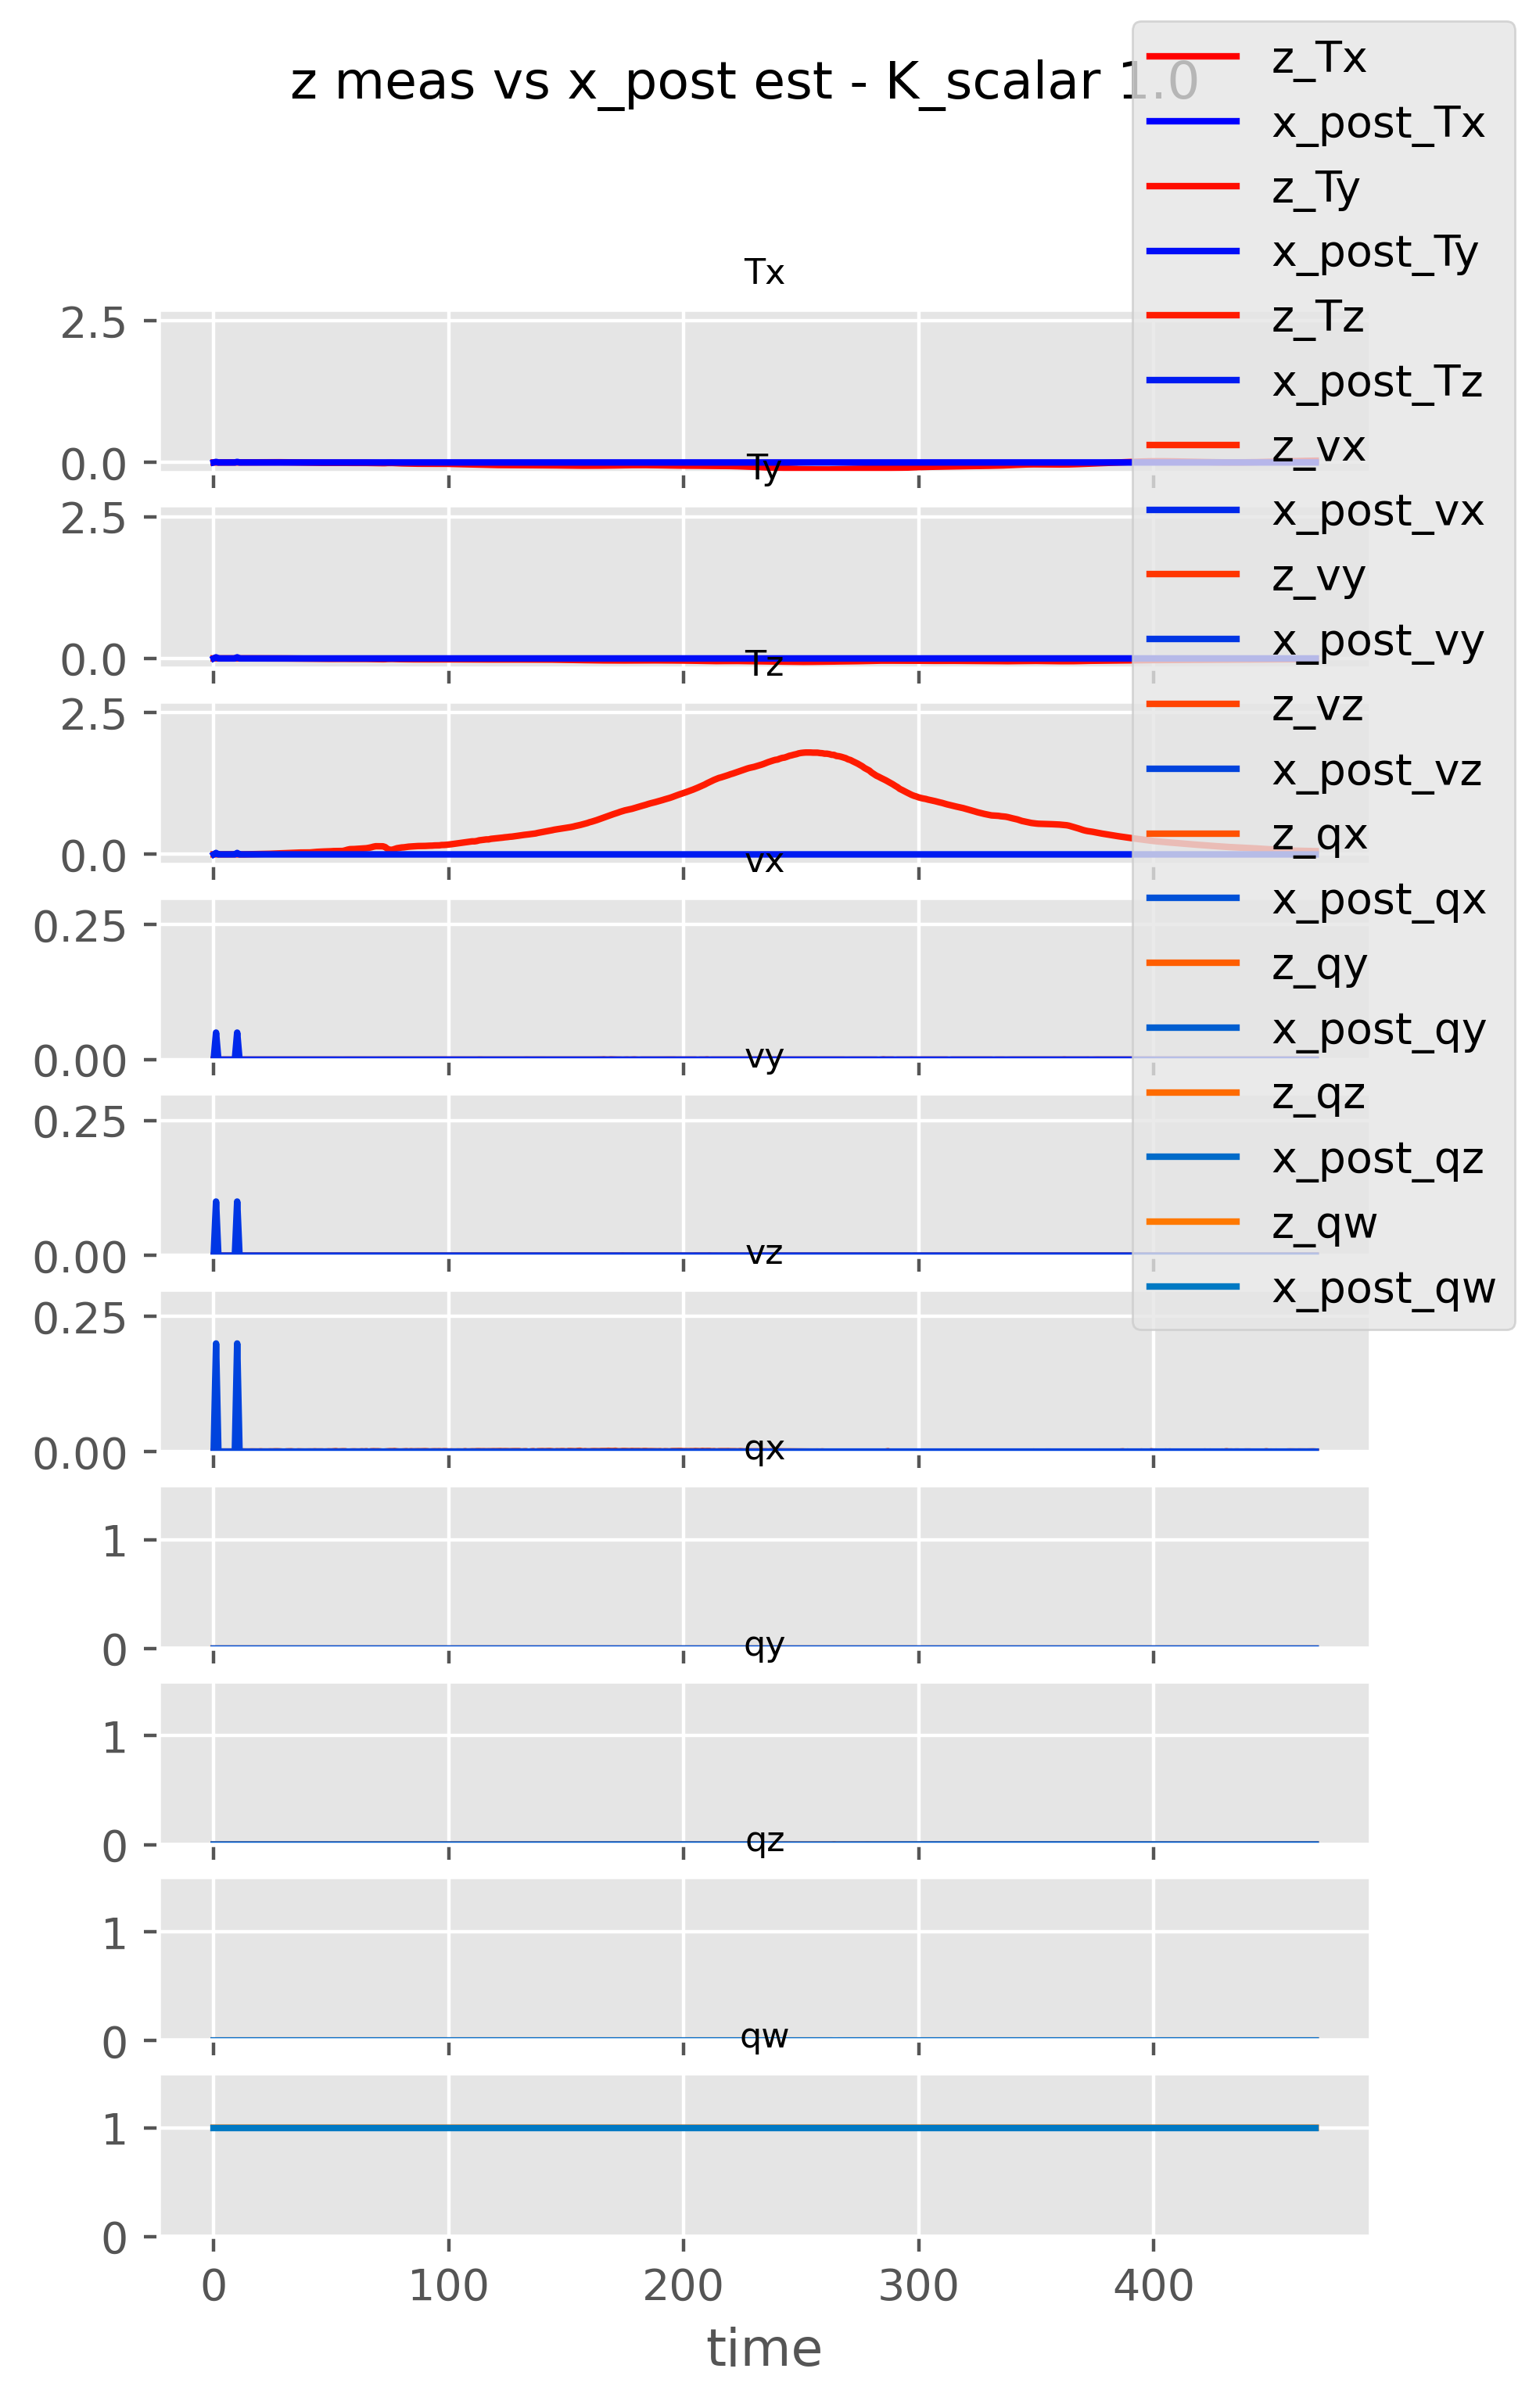 z meas vs x_post est - K_scalar 1.0
z_Tx
x_post_Tx
z_Ty
x_post_Ty
z_Tz
x_post_Tz
z_vx
x_post_vx
z_vy
x_post_vy
z_vz
x_post_vz
z_qx
x_post_qx
z_qy
x_post_qy
z_qz
x_post_qz
z_qw
x_post_qw
Tx
2.5
0.0
Ty
2.5
0.0
Tz
2.5
0.0
vx
0.25
0.00
vy
0.25
0.00
vz
0.25
0.00
qx
1
0
qy
1
0
qz
1
0
qw
1
0
0 100 200 300 400
time